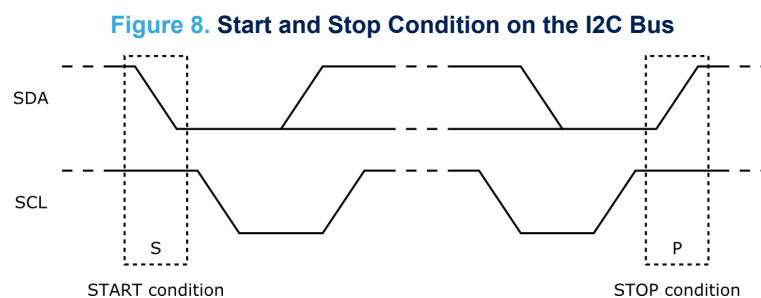 Figure 8. Start and Stop Condition on the I2C Bus
SDA
SCL
S
P
START condition
STOP condition